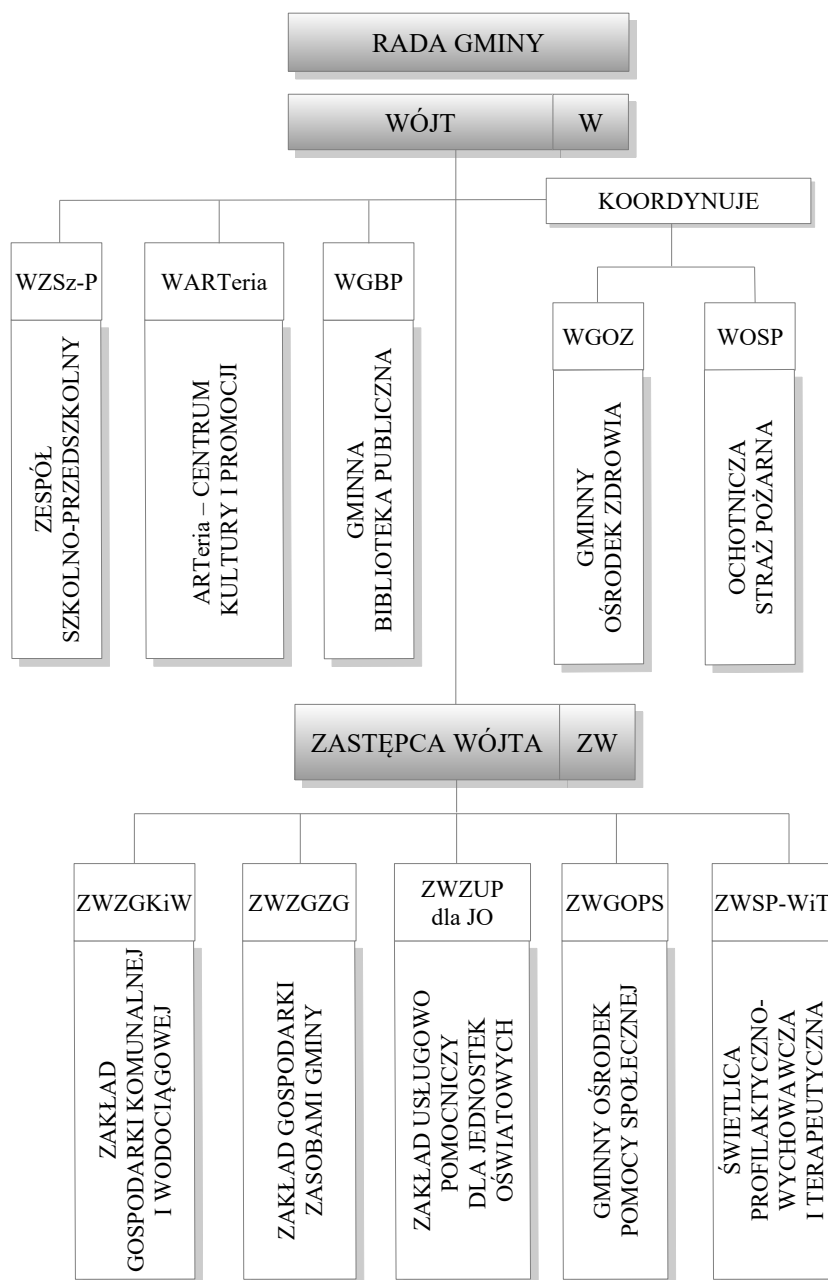 RADA GMINY
WÓJT
W
KOORDYNUJE
WZSz-P
WARTeria
WGBP
WGOZ
WOSP
ZESPÓŁ
SZKOLNO-PRZEDSZKOLNY
ARTeria – CENTRUM
KULTURY I PROMOCJI
GMINNA
BIBLIOTEKA PUBLICZNA
GMINNY
OŚRODEK ZDROWIA
OCHOTNICZA
STRAŻ POŻARNA
ZASTĘPCA WÓJTA
ZW
ZWZGKiW
ZWZGZG
ZWZUP
dla JO
ZWGOPS
ZWSP-WiT
ZAKŁAD
GOSPODARKI KOMUNALNEJ
I WODOCIĄGOWEJ
ZAKŁAD GOSPODARKI
ZASOBAMI GMINY
ZAKŁAD USŁUGOWO
POMOCNICZY
DLA JEDNOSTEK
OŚWIATOWYCH
GMINNY OŚRODEK
POMOCY SPOŁECZNEJ
ŚWIETLICA
PROFILAKTYCZNO-
WYCHOWAWCZA
I TERAPEUTYCZNA